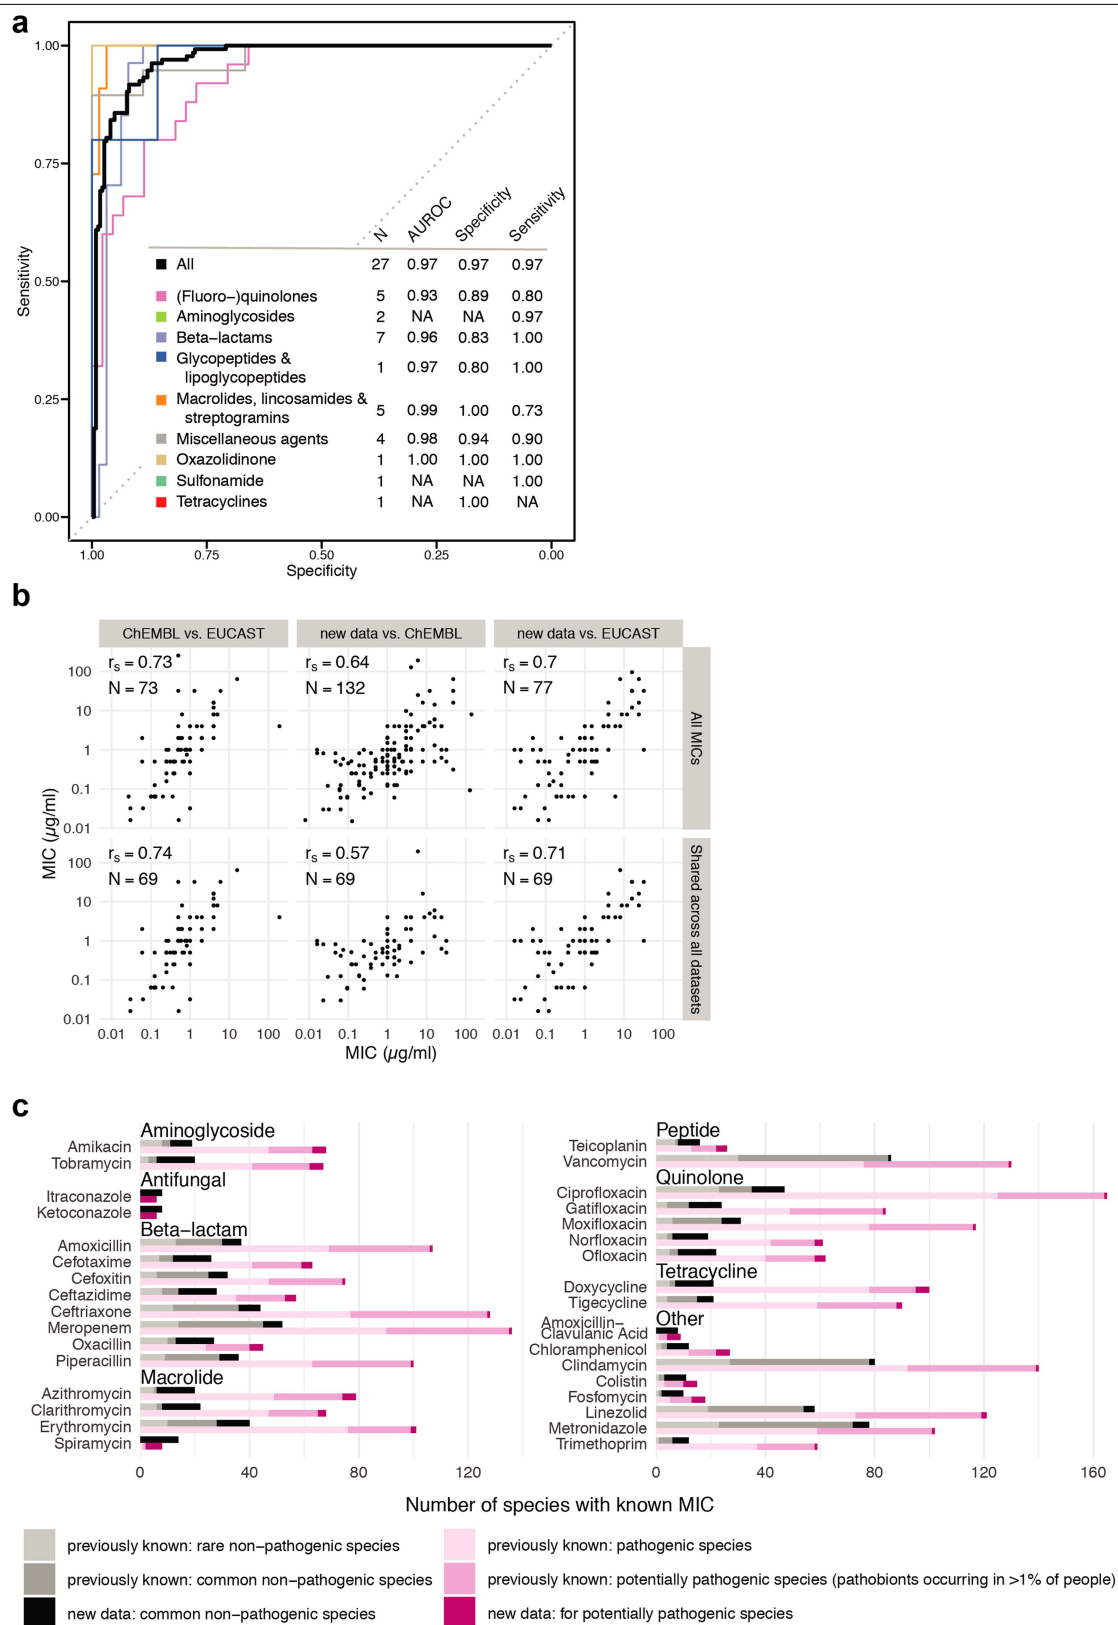 a
1.00
0.75
0.50
0.25
0.00
Sensitivity
N AUROC Specificity Sensitivity
All 27 0.97 0.97 0.97
(Fluoro−)quinolones 5 0.93 0.89 0.80
Aminoglycosides 2 NA NA 0.97
Beta−lactams 7 0.96 0.83 1.00
Glycopeptides &
lipoglycopeptides 1 0.97 0.80 1.00
Macrolides, lincosamides &
streptogramins 5 0.99 1.00 0.73
Miscellaneous agents 4 0.98 0.94 0.90
Oxazolidinone 1 1.00 1.00 1.00
Sulfonamide 1 NA NA 1.00
Tetracyclines 1 NA 1.00 NA
1.00 0.75 0.50 0.25 0.00
Specificity
b
ChEMBL vs. EUCAST new data vs. ChEMBL new data vs. EUCAST
rs = 0.73 rs = 0.64 rs = 0.7
N = 73 N = 132 N = 77
100
10
1
0.1
0.01
All MICs
MIC (µg/ml)
rs = 0.74 rs = 0.57 rs = 0.71
N = 69 N = 69 N = 69
100
10
1
0.1
0.01
Shared across all datasets
0.01 0.1 1 10 100 0.01 0.1 1 10 100 0.01 0.1 1 10 100
MIC (µg/ml)
c
Aminoglycoside
Amikacin
Tobramycin
Antifungal
Itraconazole
Ketoconazole
Beta−lactam
Amoxicillin
Cefotaxime
Cefoxitin
Ceftazidime
Ceftriaxone
Meropenem
Oxacillin
Piperacillin
Macrolide
Azithromycin
Clarithromycin
Erythromycin
Spiramycin
0 40 80 120
Peptide
Teicoplanin
Vancomycin
Quinolone
Ciprofloxacin
Gatifloxacin
Moxifloxacin
Norfloxacin
Ofloxacin
Tetracycline
Doxycycline
Tigecycline
Other
Amoxicillin−
Clavulanic Acid
Chloramphenicol
Clindamycin
Colistin
Fosfomycin
Linezolid
Metronidazole
Trimethoprim
0 40 80 120 160
Number of species with known MIC
previously known: rare non−pathogenic species
previously known: common non−pathogenic species
new data: common non−pathogenic species
previously known: pathogenic species
previously known: potentially pathogenic species (pathobionts occurring in >1% of people)
new data: for potentially pathogenic species